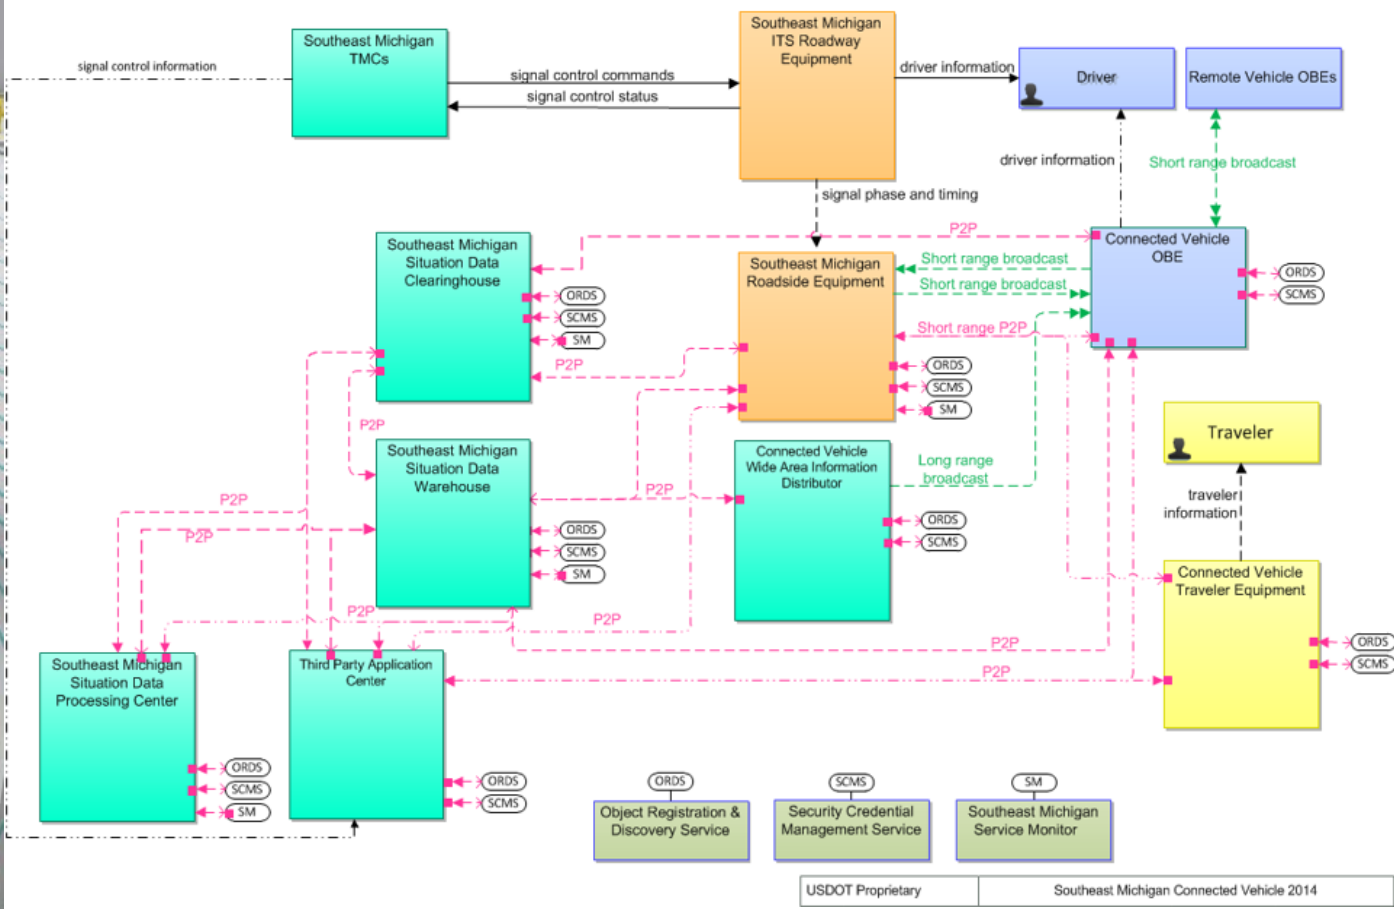 signal control information
Southeast Michigan
TMCs
signal control commands
signal control status
Southeast Michigan
ITS Roadway
Equipment
driver information
Driver
Remote Vehicle OBEs
driver information
Short range broadcast
signal phase and timing
P2P
Southeast Michigan
Situation Data
Clearinghouse
ORDS
SCMS
SM
P2P
Southeast Michigan
Roadside Equipment
ORDS
SCMS
SM
Short range broadcast
Short range broadcast
Short range P2P
Connected Vehicle
OBE
ORDS
SCMS
P2P
Southeast Michigan
Situation Data
Warehouse
ORDS
SCMS
SM
P2P
Connected Vehicle
Wide Area Information
Distributor
ORDS
SCMS
Long range
broadcast
Traveler
traveler
information
Connected Vehicle
Traveler Equipment
ORDS
SCMS
P2P
P2P
P2P
P2P
P2P
P2P
Southeast Michigan
Situation Data
Processing Center
ORDS
SCMS
SM
Third Party Application
Center
ORDS
SCMS
ORDS
Object Registration &
Discovery Service
SCMS
Security Credential
Management Service
SM
Southeast Michigan
Service Monitor
USDOT Proprietary
Southeast Michigan Connected Vehicle 2014